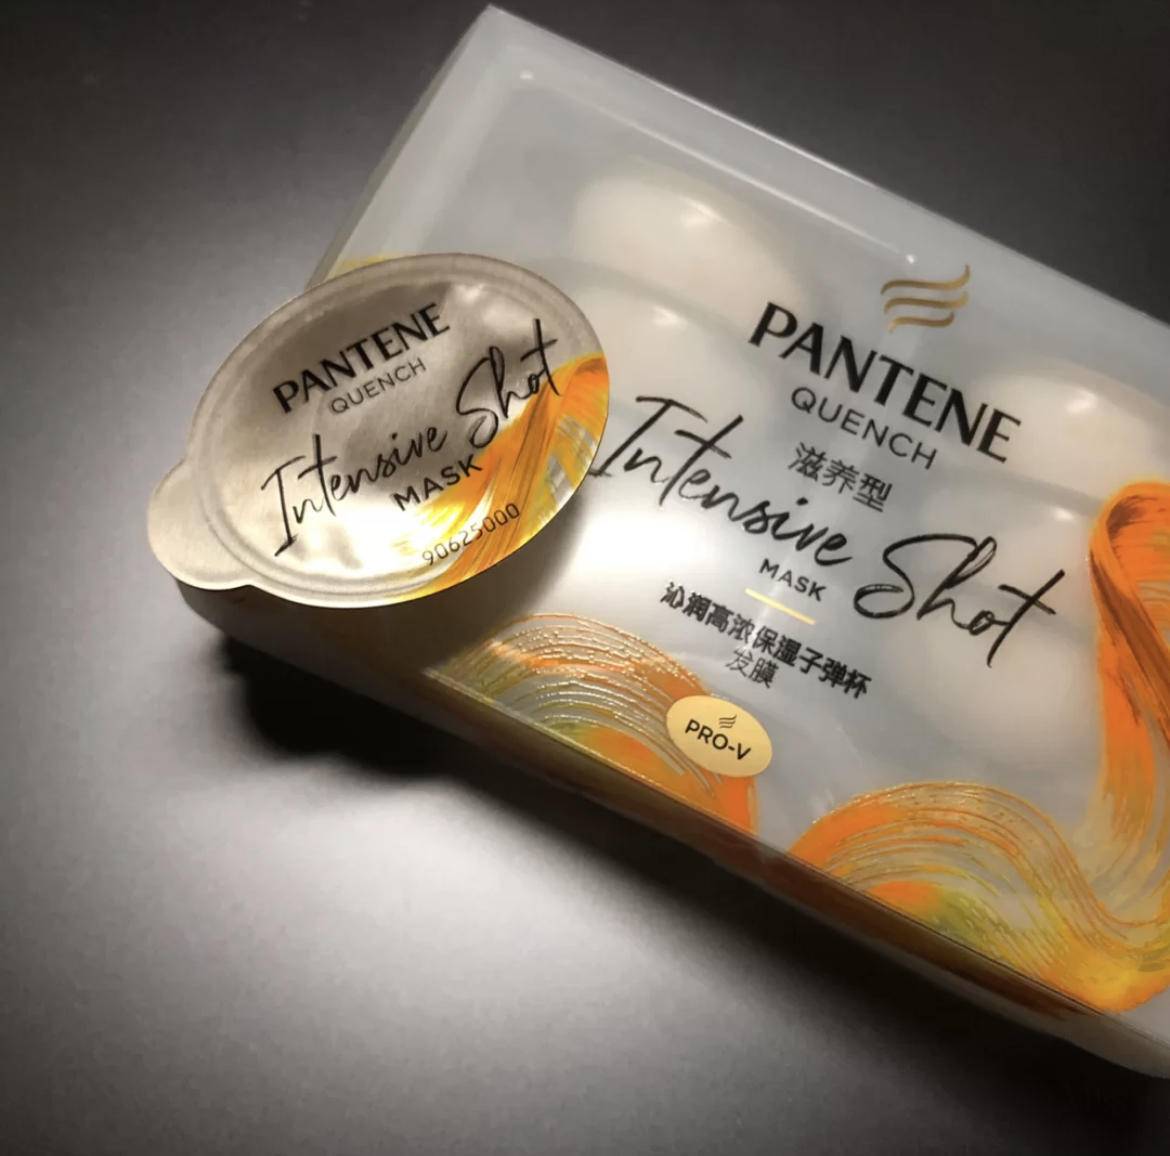 PANTENE
QUENCH
Intensive Shot
MASK
90625000
PANTENE
QUENCH
滋养型
Intensive Shot
MASK
沁润高浓保湿子弹杯
发膜
PRO-V